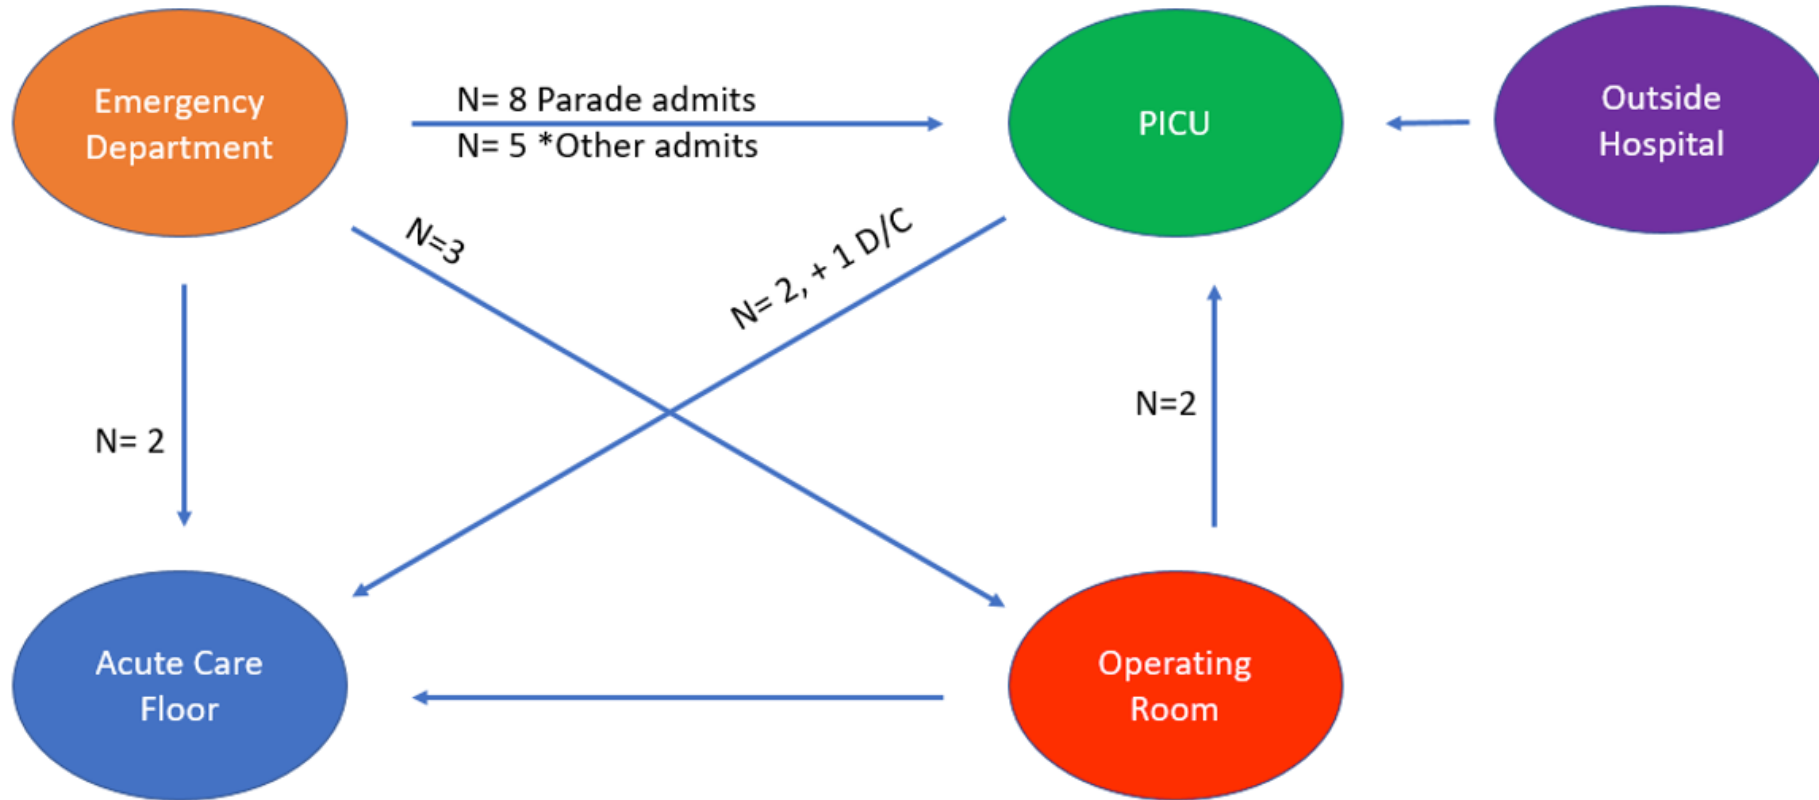 Emergency
Department
N= 8 Parade admits
N= 5 *Other admits
PICU
Outside
Hospital
N=3
N= 2, + 1 D/C
N= 2
N=2
Acute Care
Floor
Operating
Room